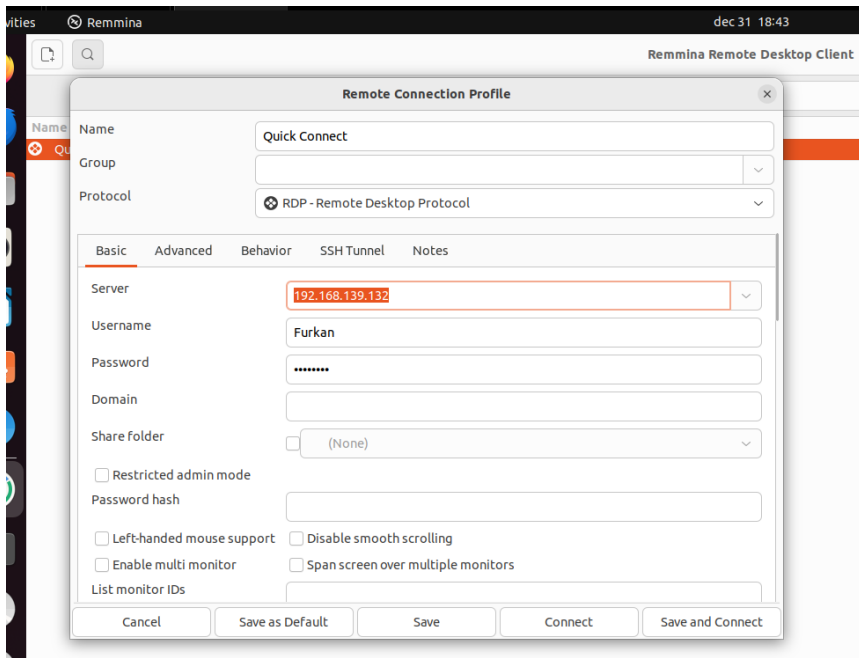 vities Remmina dec 31 18:43
Remmina Remote Desktop Client
Remote Connection Profile
Name
Name Quick Connect
Qu
Group
Protocol RDP - Remote Desktop Protocol
Basic Advanced Behavior SSH Tunnel Notes
Server 192.168.139.132
Username Furkan
Password ••••••••
Domain
Share folder (None)
Restricted admin mode
Password hash
Left-handed mouse support Disable smooth scrolling
Enable multi monitor Span screen over multiple monitors
List monitor IDs
Cancel Save as Default Save Connect Save and Connect